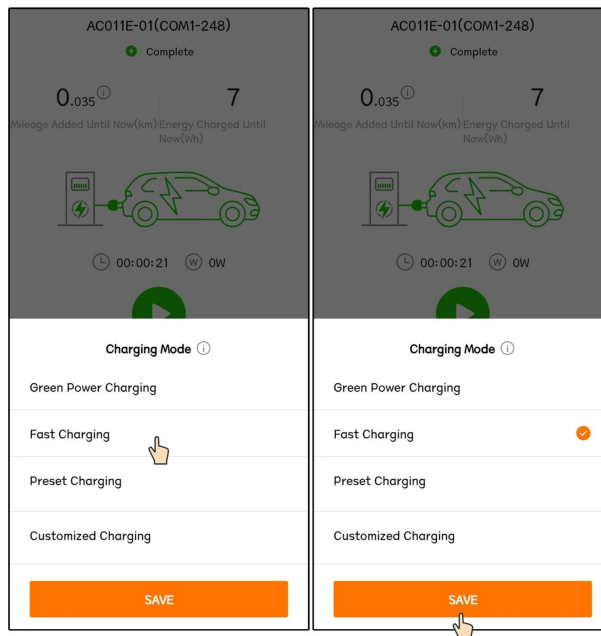 AC011E-01(COM1-248)
Complete
0.035
7
Mileage Added Until Now(km)
Energy Charged Until
Now(Wh)
00:00:21
W
0W
Charging Mode i
Green Power Charging
Fast Charging
Preset Charging
Customized Charging
SAVE
AC011E-01(COM1-248)
Complete
0.035
7
Mileage Added Until Now(km)
Energy Charged Until
Now(Wh)
00:00:21
W
0W
Charging Mode i
Green Power Charging
Fast Charging
Preset Charging
Customized Charging
SAVE